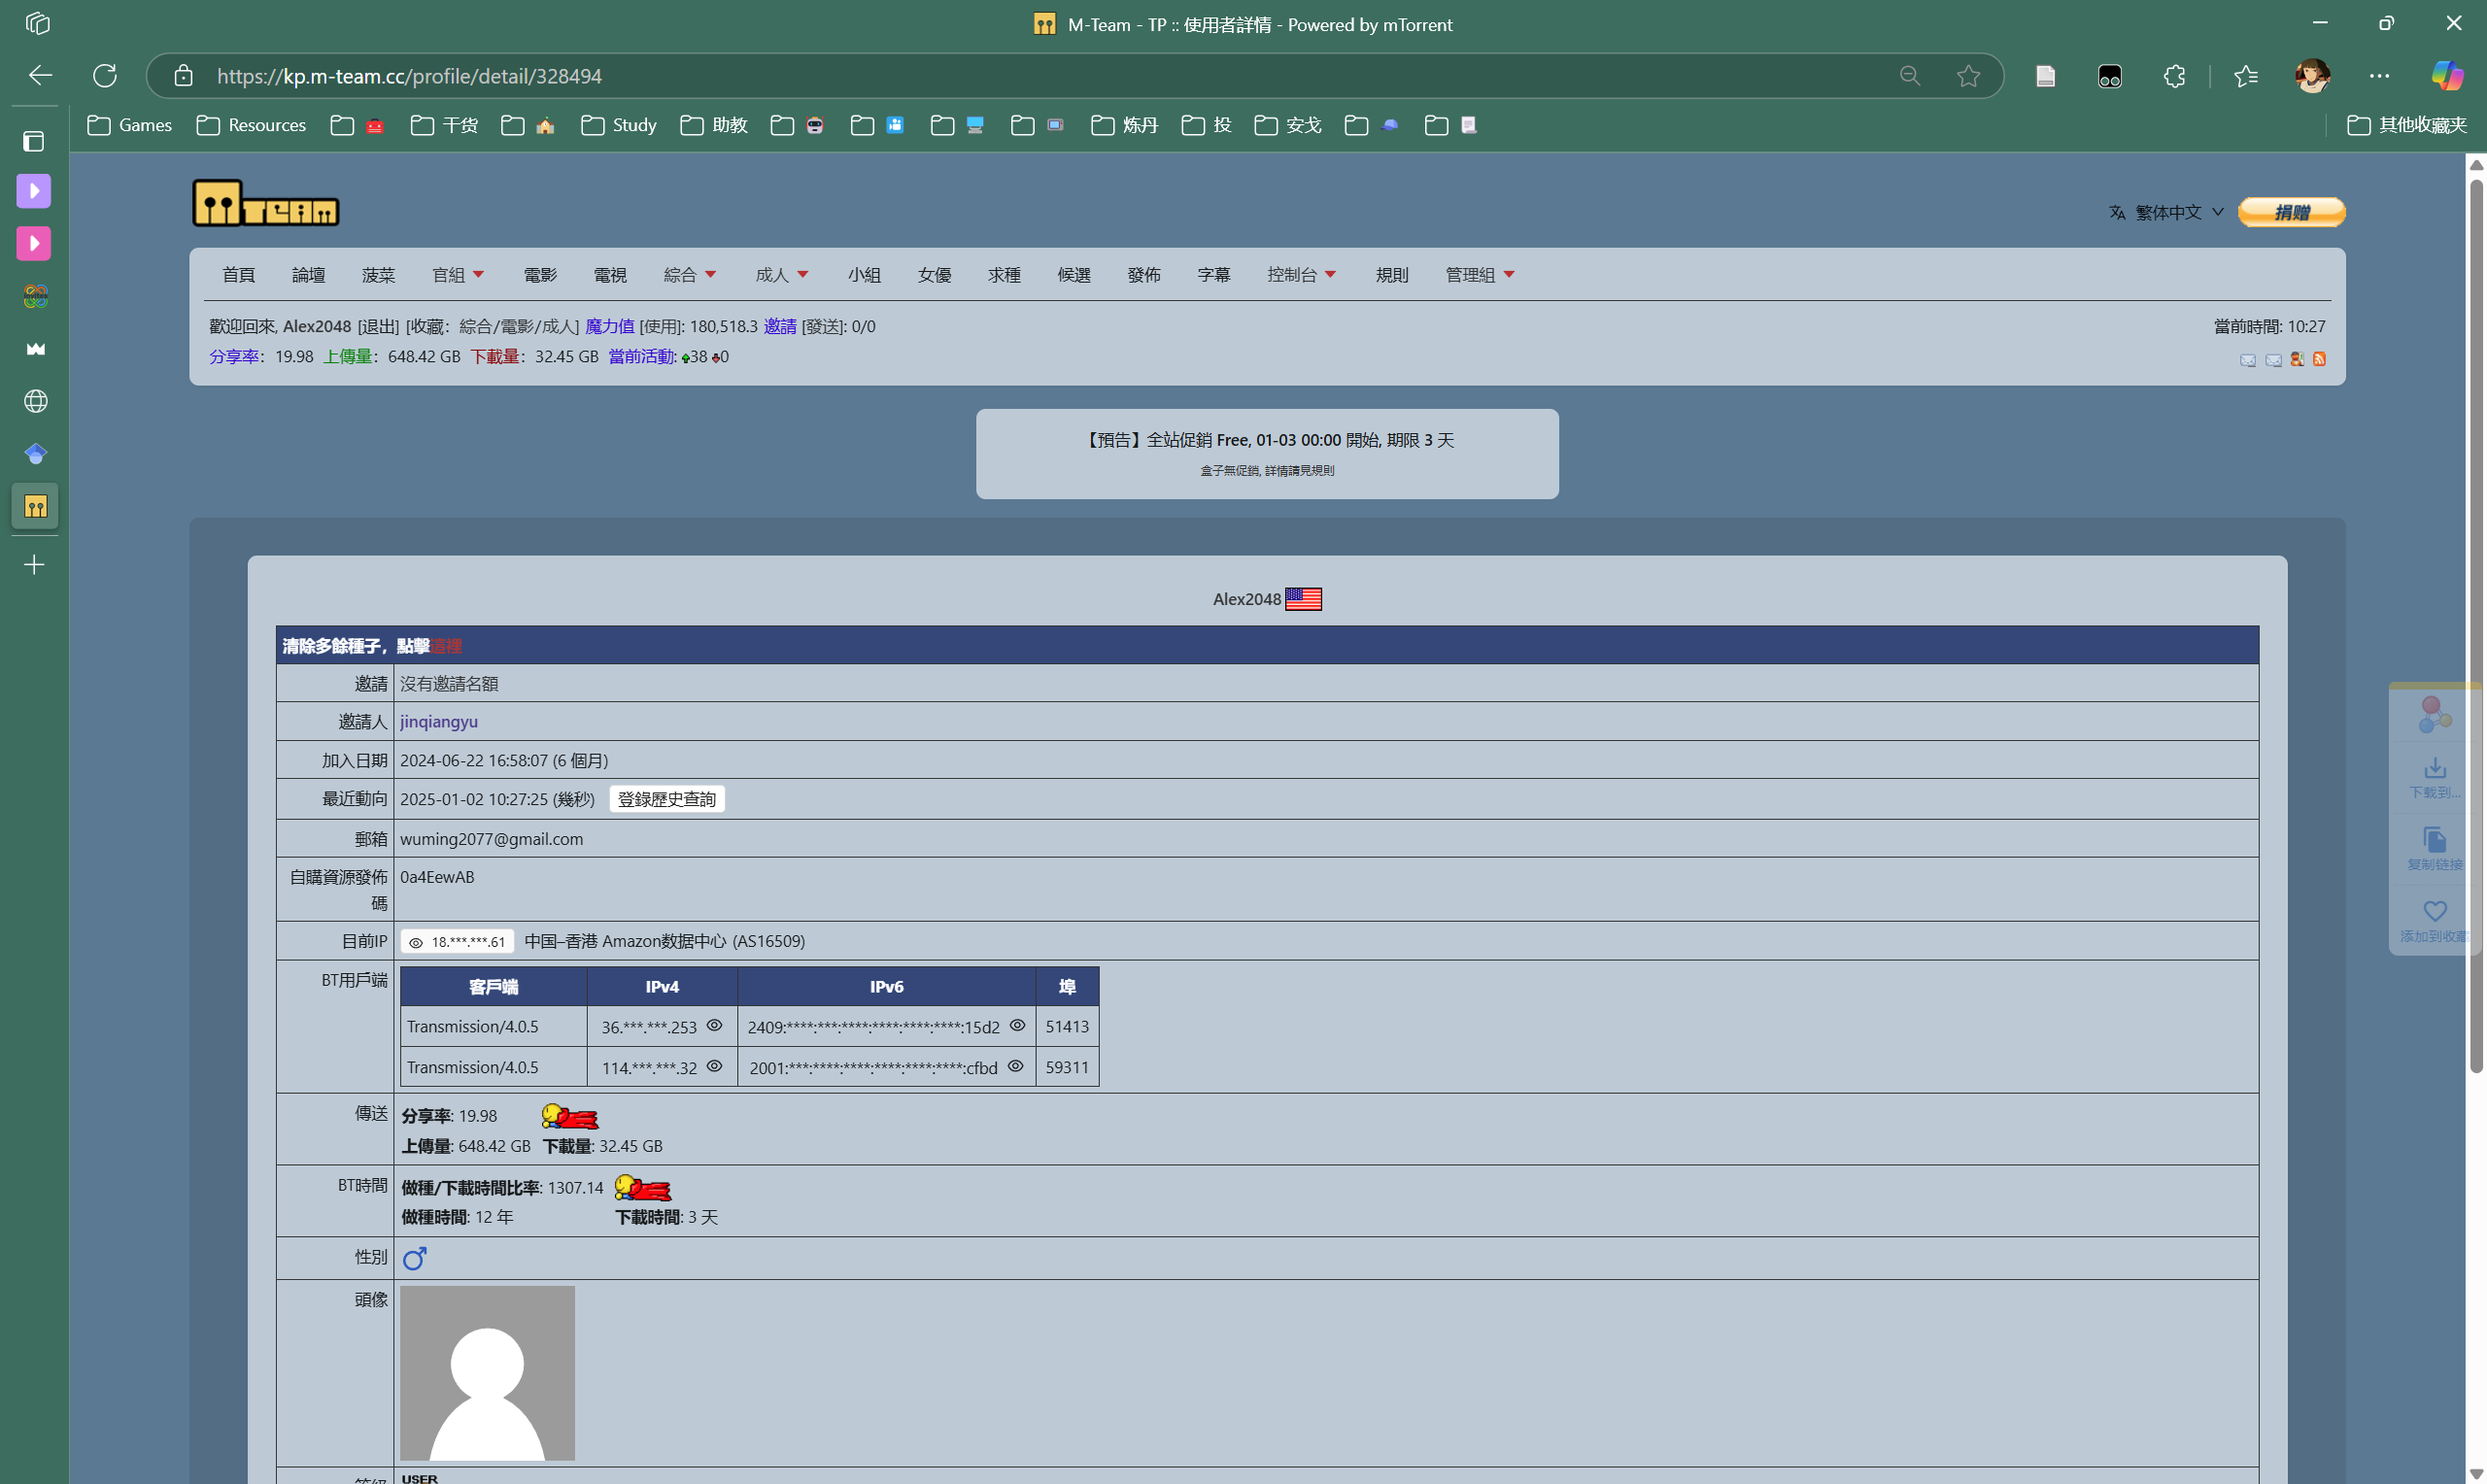 M-Team - TP :: 使用者詳情 - Powered by mTorrent
https://kp.m-team.cc/profile/detail/328494
Games Resources 干货 Study 助教 炼丹 投 安戈 其他收藏夹
M TEAM
繁体中文 捐赠
首頁 論壇 菠菜 官組 電影 電視 綜合 成人 小組 女優 求種 候選 發佈 字幕 控制台 規則 管理組
歡迎回來, Alex2048 [退出] [收藏：綜合/電影/成人] 魔力值 [使用]: 180,518.3 邀請 [發送]: 0/0
當前時間: 10:27
分享率：19.98 上傳量：648.42 GB 下載量：32.45 GB 當前活動: 38 0
【預告】全站促銷 Free, 01-03 00:00 開始, 期限 3 天
盒子無促銷, 詳情請見規則
Alex2048
清除多餘種子，點擊這裡
邀請 沒有邀請名額
邀請人 jinqiangyu
加入日期 2024-06-22 16:58:07 (6 個月)
最近動向 2025-01-02 10:27:25 (幾秒) 登錄歷史查詢
郵箱 wuming2077@gmail.com
自購資源發佈碼 0a4EewAB
目前IP 18.***.***.61 中国–香港 Amazon数据中心 (AS16509)
BT用戶端
客戶端 IPv4 IPv6 埠
Transmission/4.0.5 36.***.***.253 2409:****:***:****:****:****:****:15d2 51413
Transmission/4.0.5 114.***.***.32 2001:***:****:****:****:****:****:cfbd 59311
傳送 分享率: 19.98
上傳量: 648.42 GB 下載量: 32.45 GB
BT時間 做種/下載時間比率: 1307.14
做種時間: 12 年 下載時間: 3 天
性別
頭像
等級 USER
下载到...
复制链接
添加到收藏